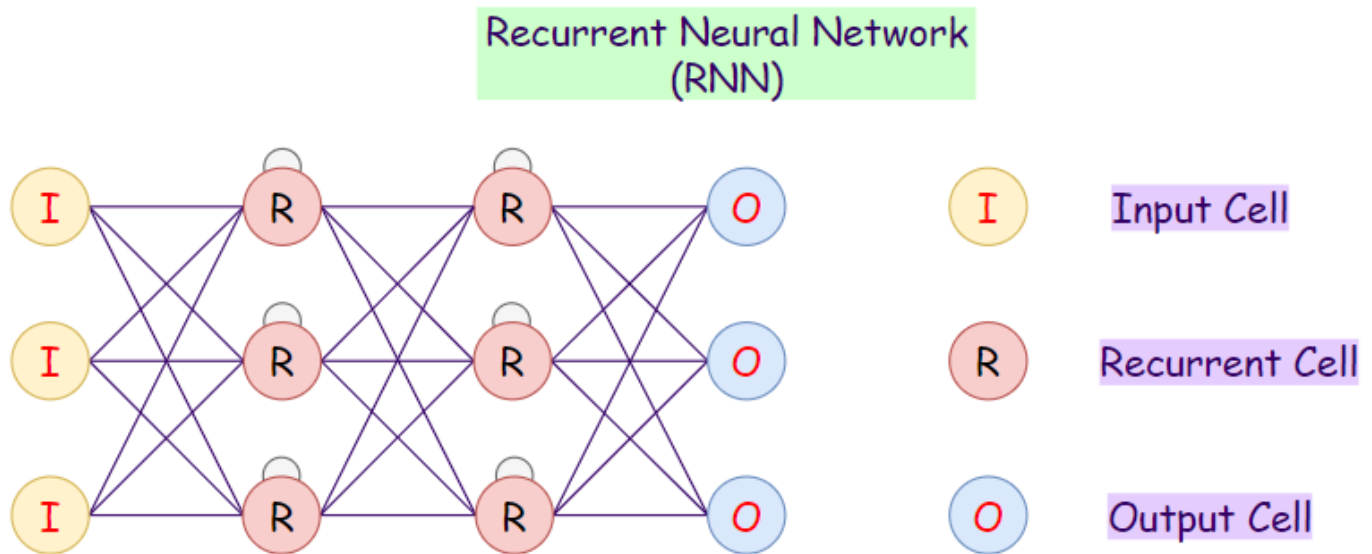 Recurrent Neural Network
(RNN)
I R R O I Input Cell
I R R O R Recurrent Cell
I R R O O Output Cell